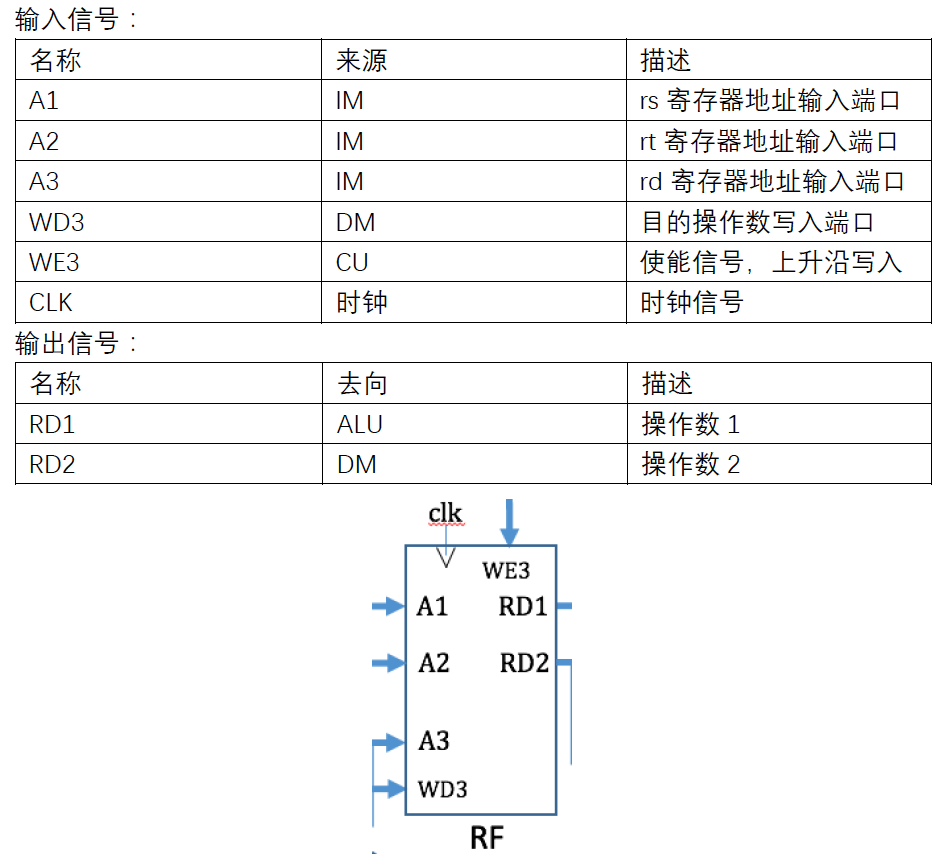 输入信号：
名称 来源 描述
A1 IM rs 寄存器地址输入端口
A2 IM rt 寄存器地址输入端口
A3 IM rd 寄存器地址输入端口
WD3 DM 目的操作数写入端口
WE3 CU 使能信号，上升沿写入
CLK 时钟 时钟信号
输出信号：
名称 去向 描述
RD1 ALU 操作数 1
RD2 DM 操作数 2
clk
WE3
A1 RD1
A2 RD2
A3
WD3
RF